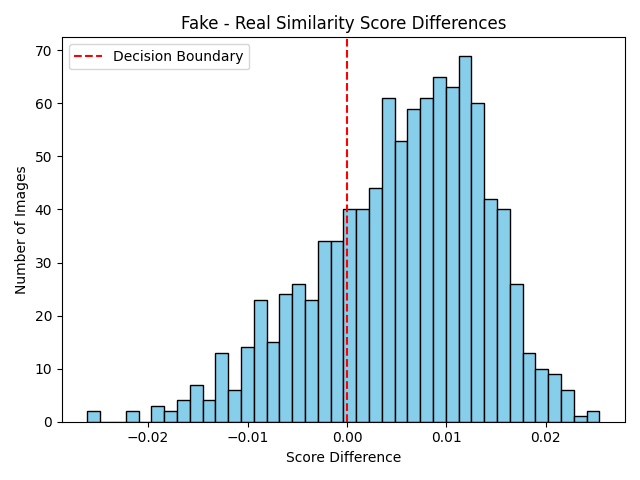 Fake - Real Similarity Score Differences
Decision Boundary
70
60
50
40
30
20
10
0
Number of Images
−0.02 −0.01 0.00 0.01 0.02
Score Difference